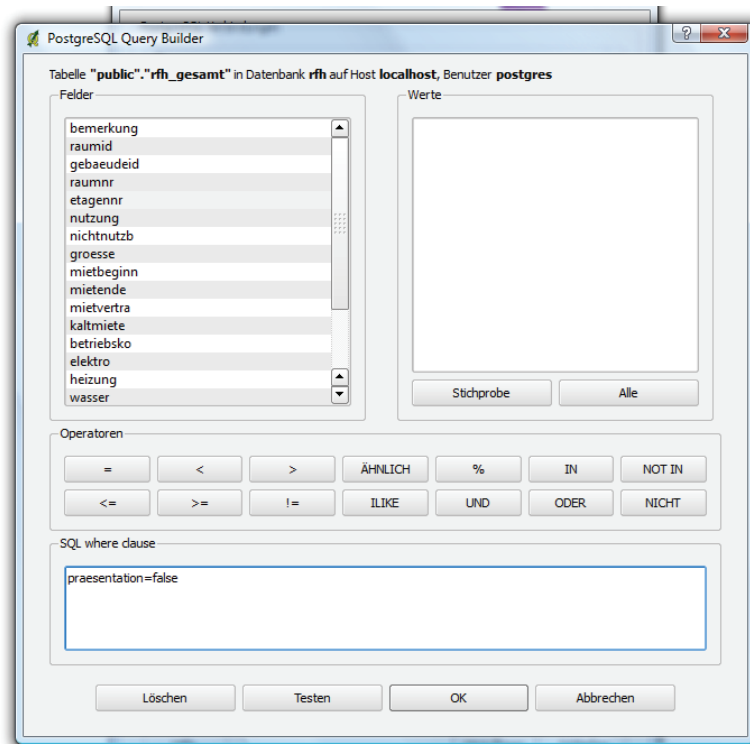 PostgreSQL Query Builder
Tabelle "public"."rfh_gesamt" in Datenbank rfh auf Host localhost, Benutzer postgres
Felder
Werte
bemerkung
raumid
gebaeudeid
raumnr
etagennr
nutzung
nichtnutzb
groesse
mietbeginn
mietende
mietvertra
kaltmiete
betriebsko
elektro
heizung
wasser
Stichprobe Alle
Operatoren
= < > ÄHNLICH % IN NOT IN
<= >= != ILIKE UND ODER NICHT
SQL where clause
praesentation=false
Löschen Testen OK Abbrechen